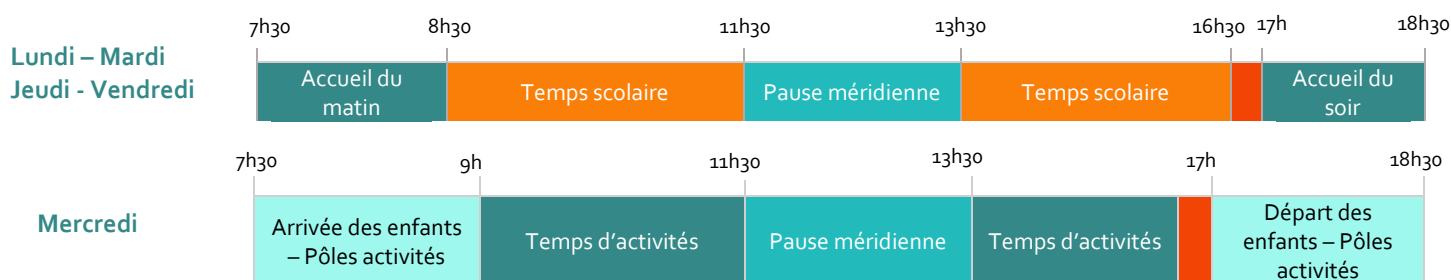 7h30 8h30 11h30 13h30 16h30 17h 18h30
Lundi – Mardi
Jeudi - Vendredi
Accueil du
matin
Temps scolaire
Pause méridienne
Temps scolaire
Accueil du
soir
7h30 9h 11h30 13h30 17h 18h30
Mercredi
Arrivée des enfants
– Pôles activités
Temps d’activités
Pause méridienne
Temps d’activités
Départ des
enfants – Pôles
activités